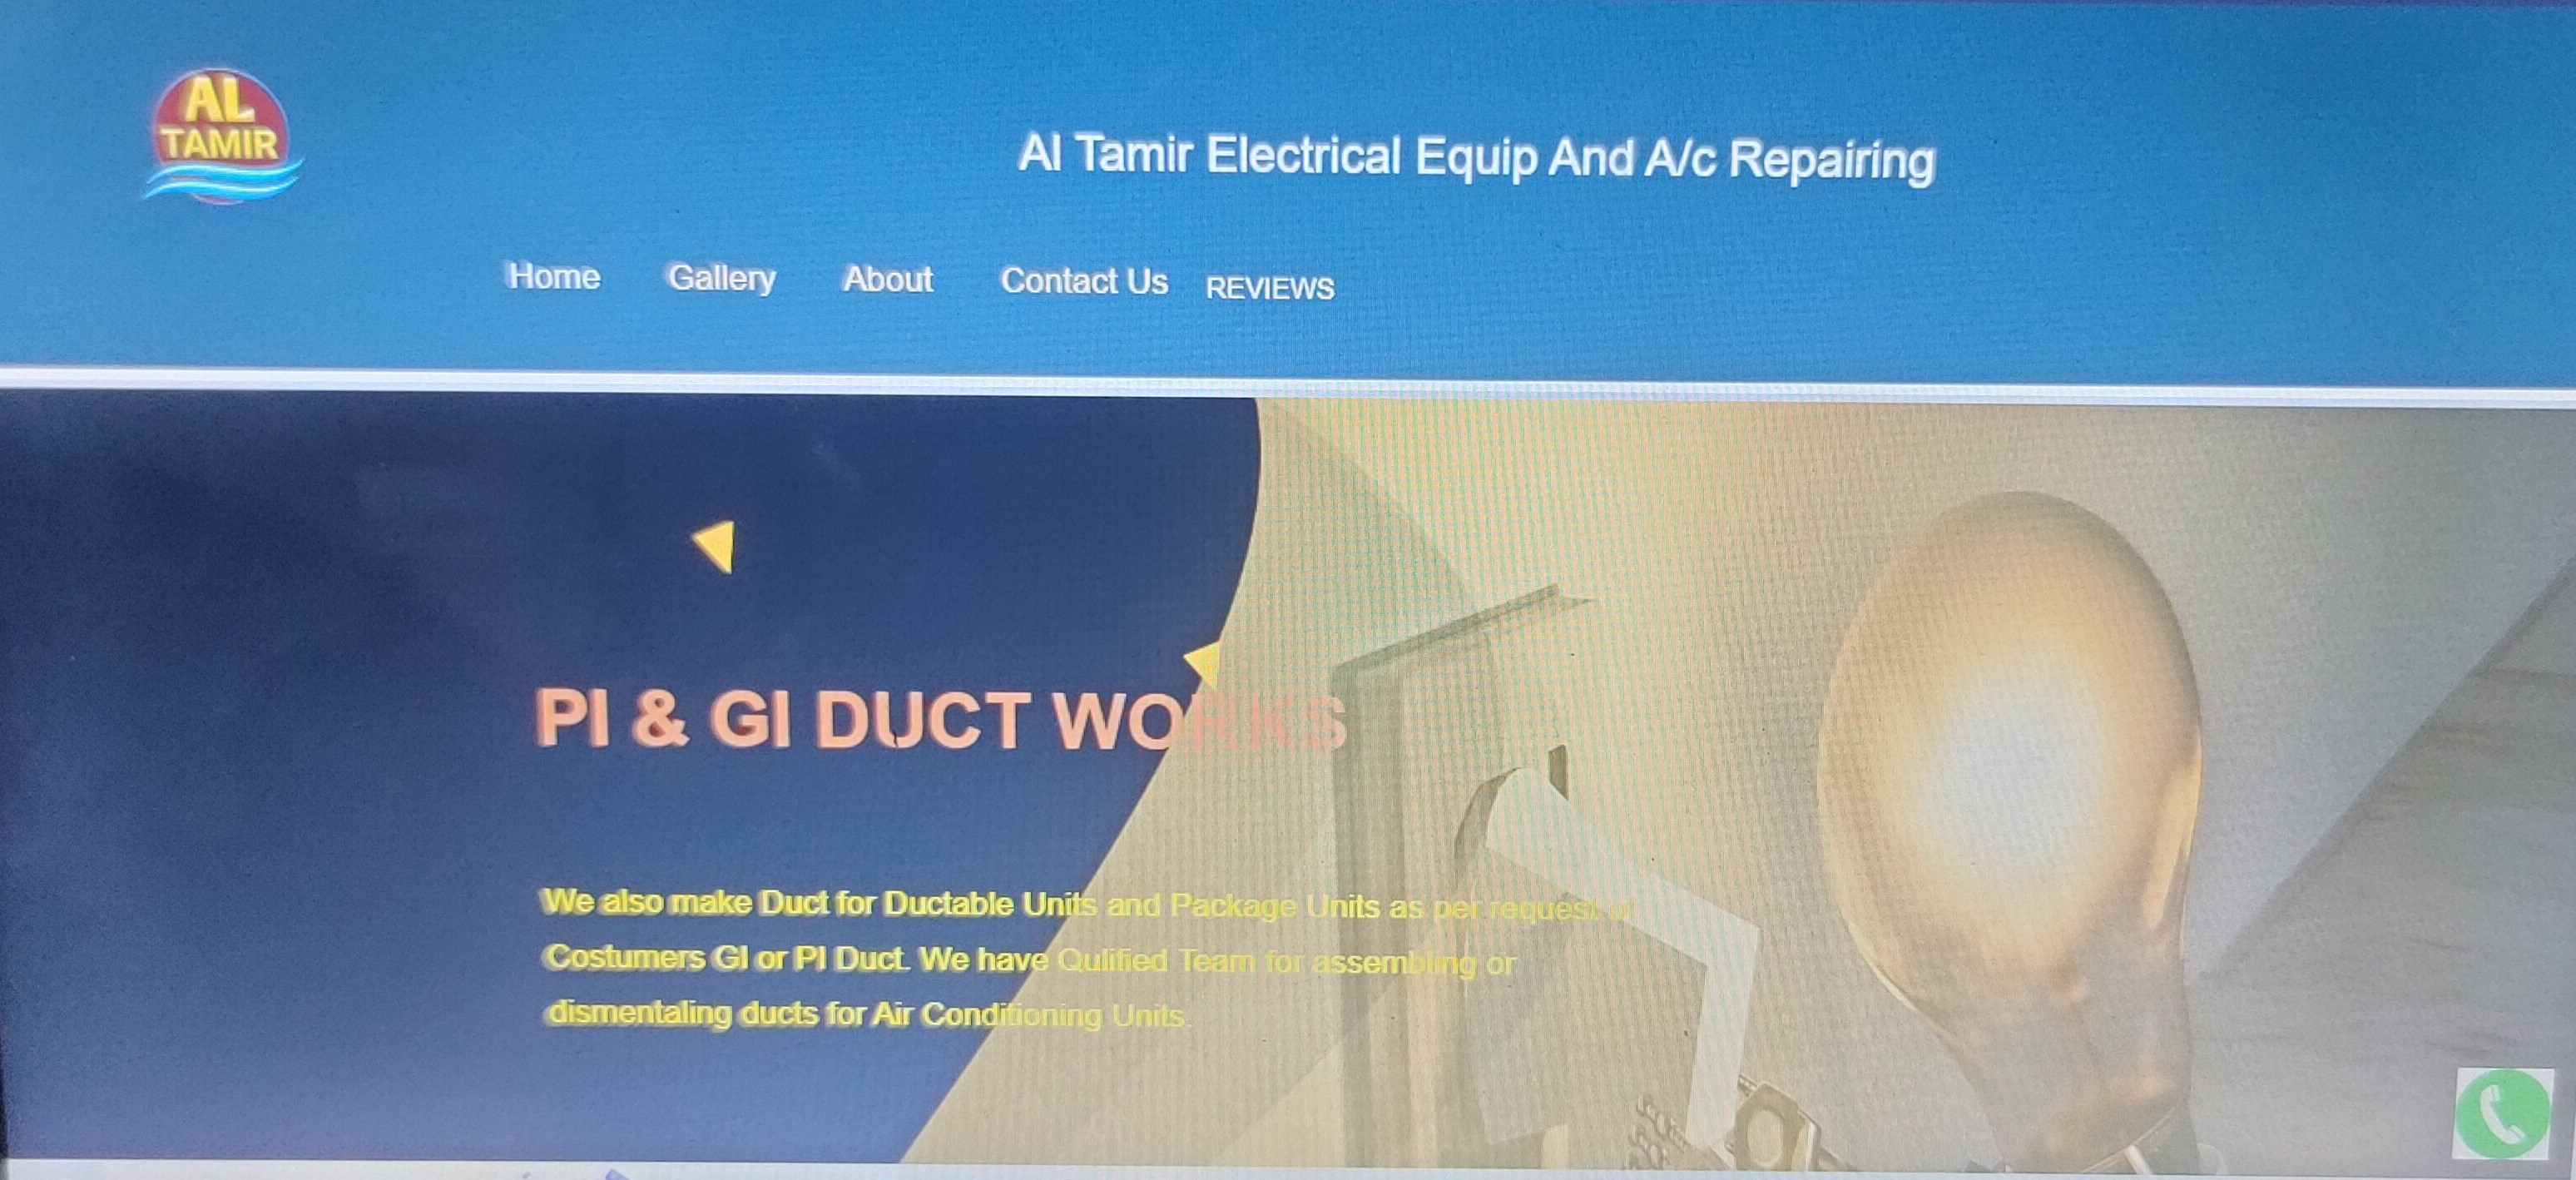 AL
TAMIR
Al Tamir Electrical Equip And A/c Repairing
Home Gallery About Contact Us REVIEWS
PI & GI DUCT WORKS
We also make Duct for Ductable Units and Package Units as per request of
Costumers GI or PI Duct. We have Qulified Team for assembling or
dismentaling ducts for Air Conditioning Units.